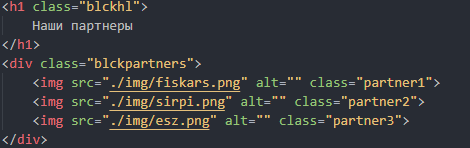 <h1 class="blckhl">
Наши партнеры
</h1>
<div class="blckpartners">
<img src="./img/fiskars.png" alt="" class="partner1">
<img src="./img/sirpi.png" alt="" class="partner2">
<img src="./img/esz.png" alt="" class="partner3">
</div>